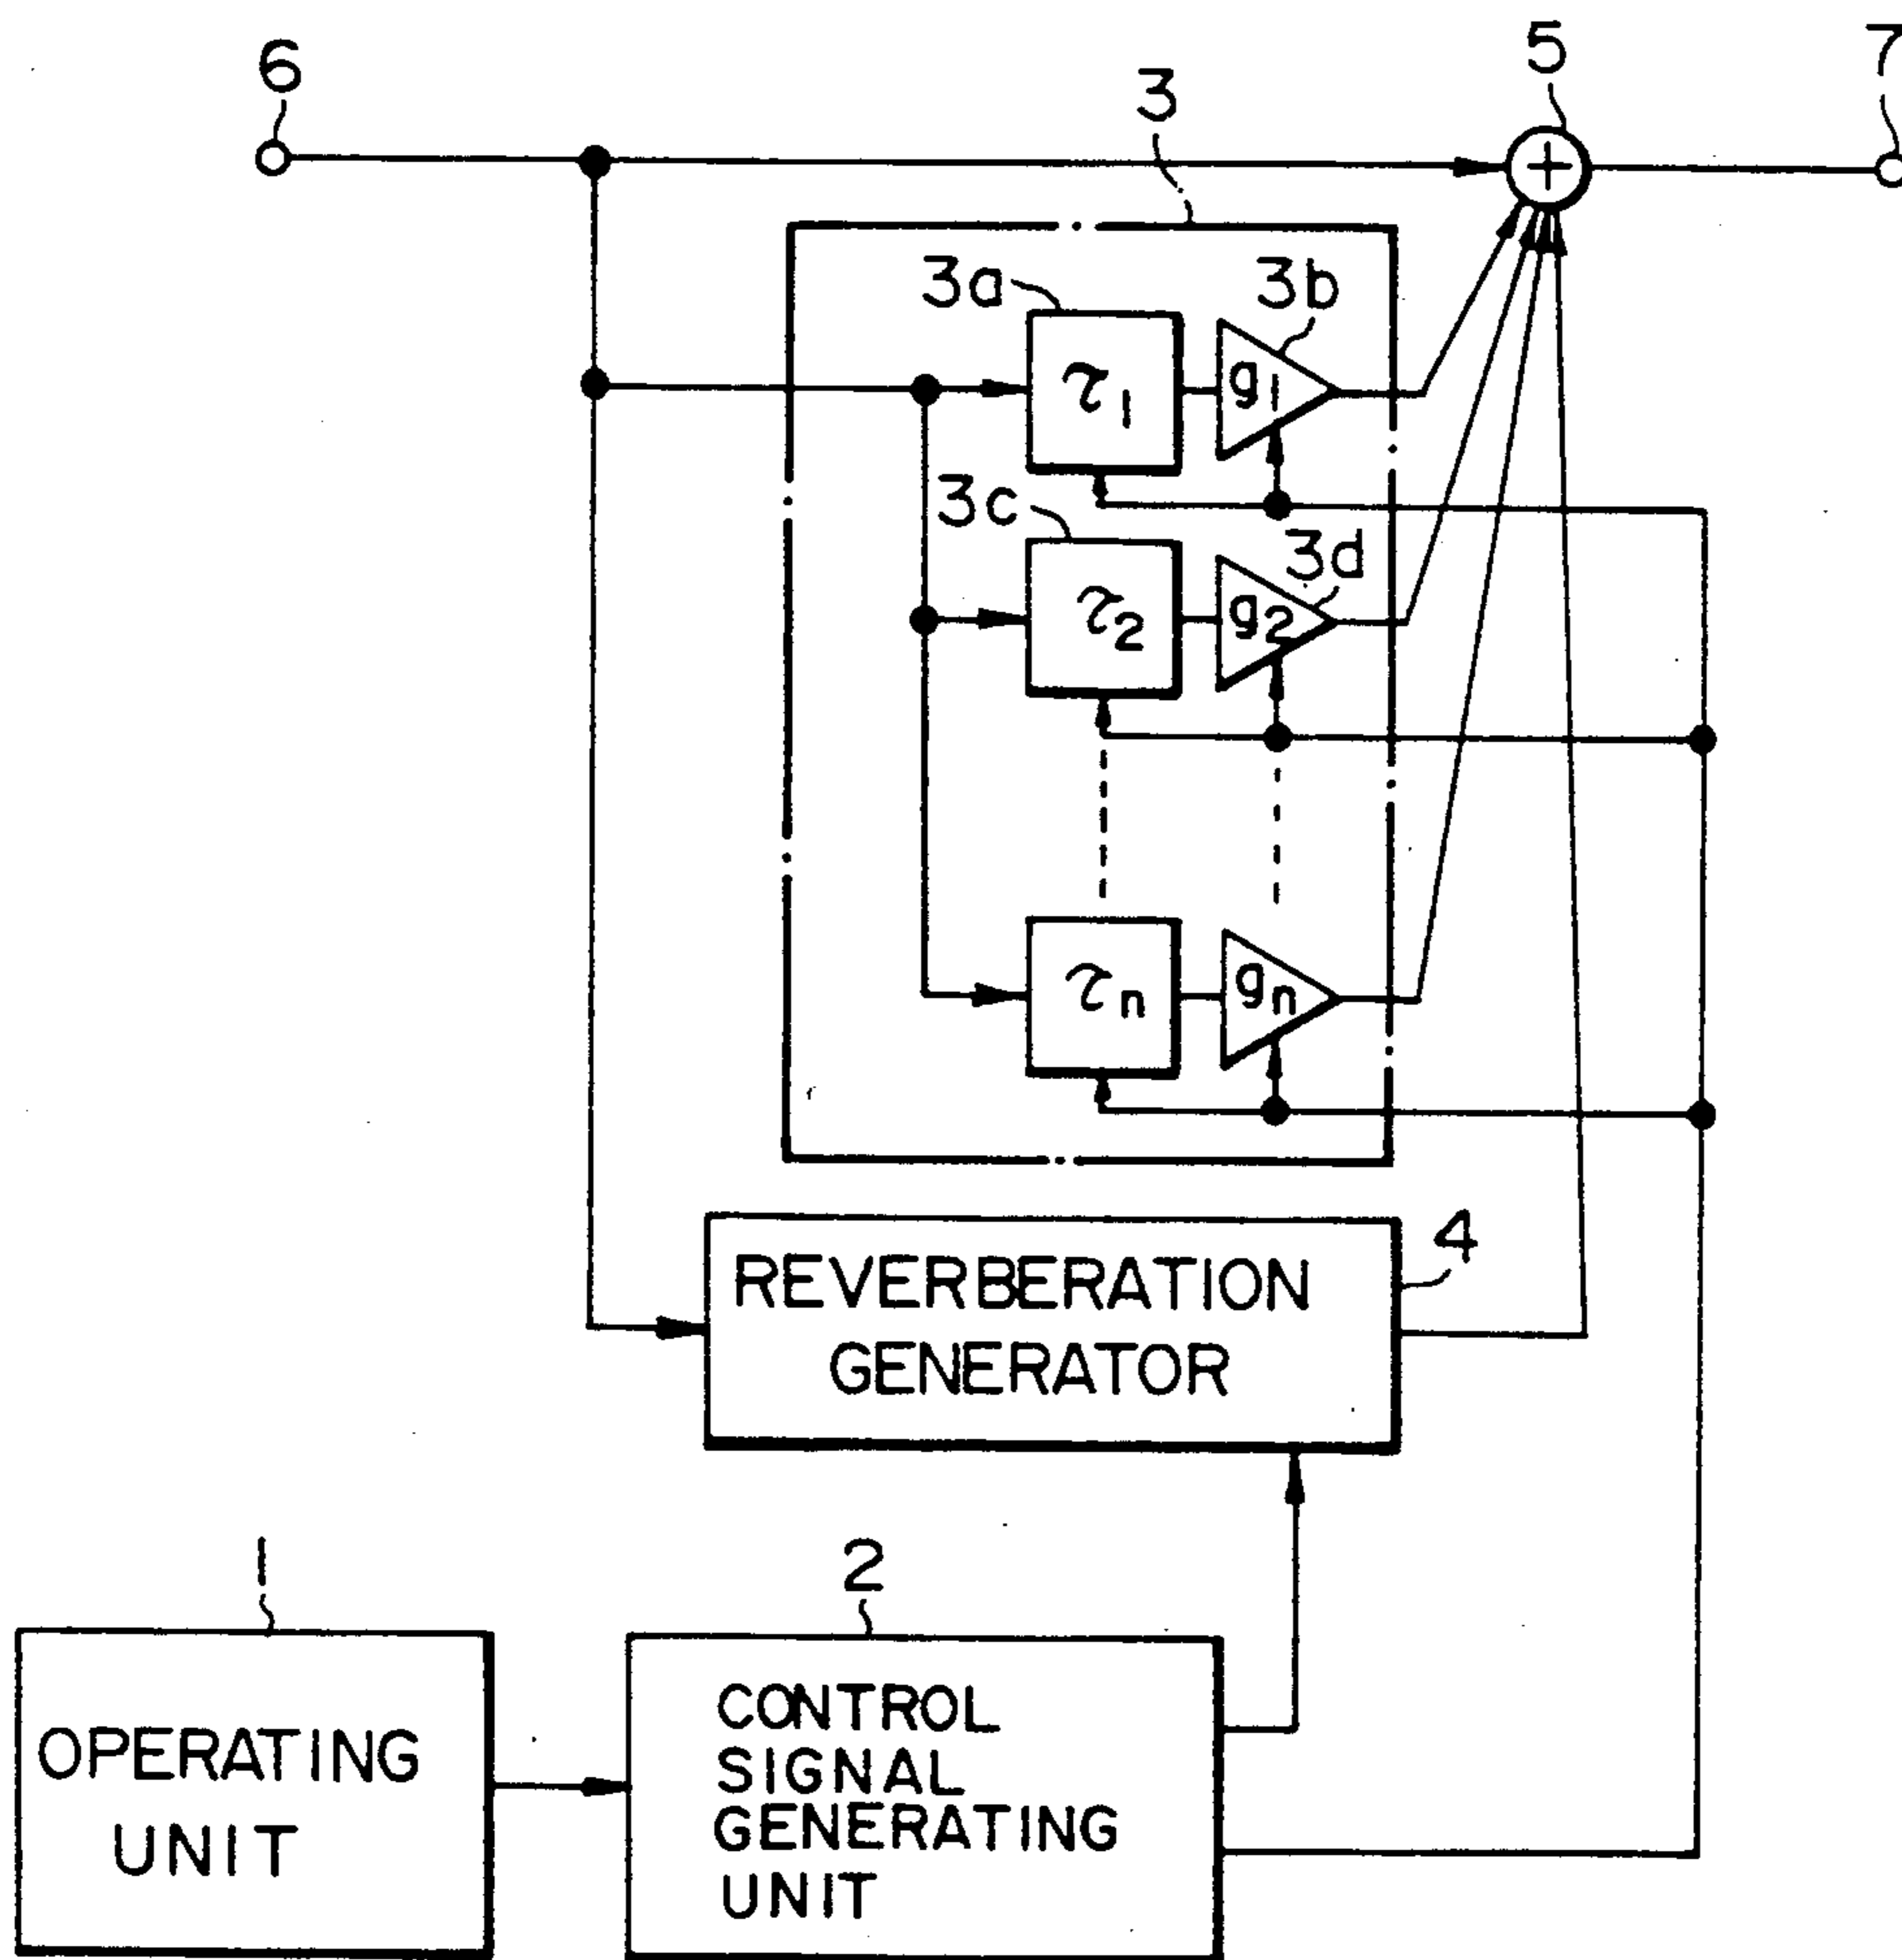 6
5
7
3
3a
3b
τ1
g1
3c
3d
τ2
g2
τn
gn
4
REVERBERATION
GENERATOR
1
2
OPERATING
UNIT
CONTROL
SIGNAL
GENERATING
UNIT